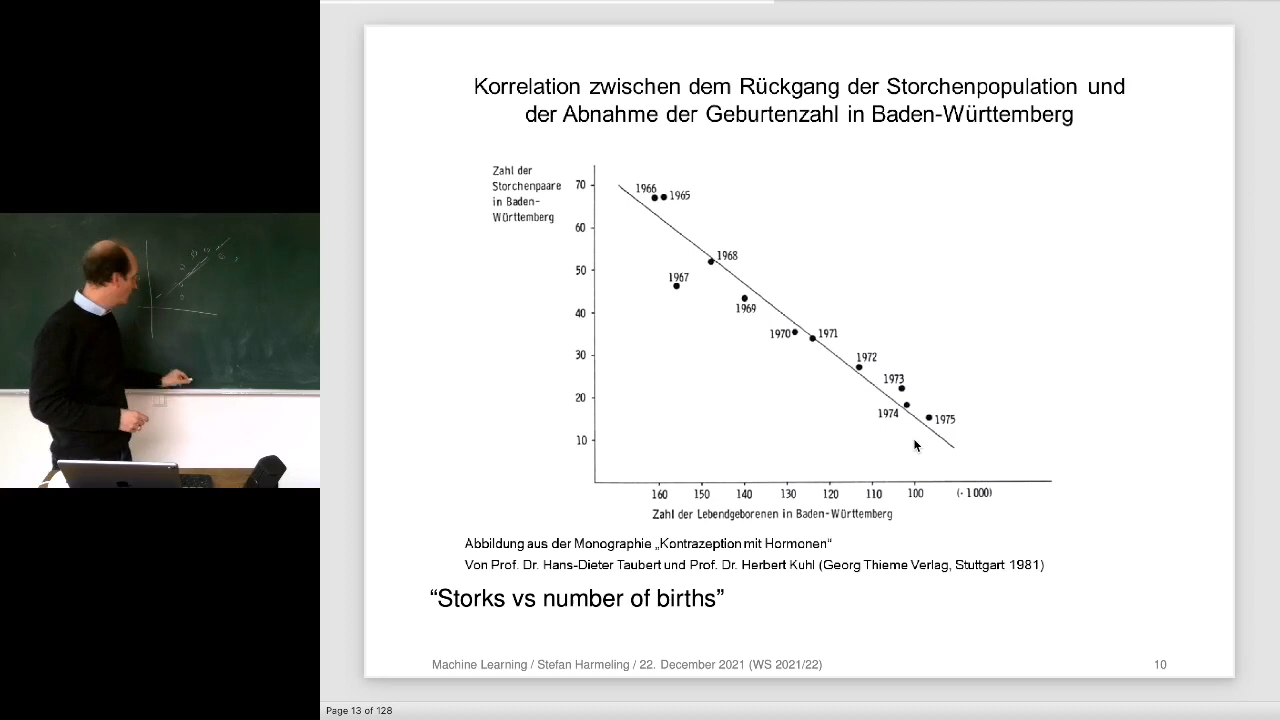 Korrelation zwischen dem Rückgang der Storchenpopulation und
der Abnahme der Geburtenzahl in Baden-Württemberg
Zahl der
Storchenpaare
in Baden-
Württemberg
70
60
50
40
30
20
10
1966
1965
1968
1967
1969
1970
1971
1972
1973
1974
1975
160 150 140 130 120 110 100 (· 1000)
Zahl der Lebendgeborenen in Baden-Württemberg
Abbildung aus der Monographie „Kontrazeption mit Hormonen“
Von Prof. Dr. Hans-Dieter Taubert und Prof. Dr. Herbert Kuhl (Georg Thieme Verlag, Stuttgart 1981)
“Storks vs number of births”
Machine Learning / Stefan Harmeling / 22. December 2021 (WS 2021/22)
10
Page 13 of 128